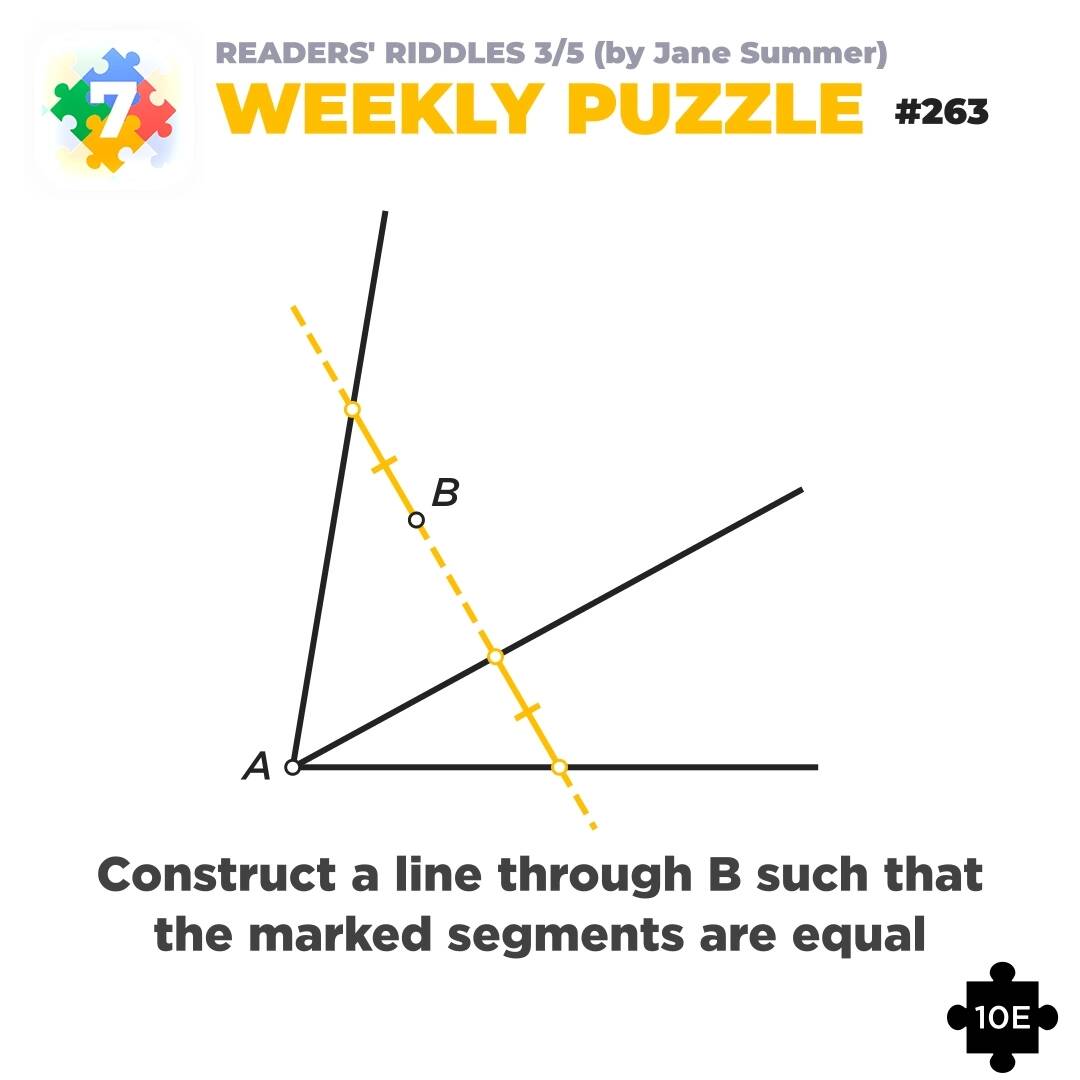 READERS' RIDDLES 3/5 (by Jane Summer)
7
WEEKLY PUZZLE #263
B
A
Construct a line through B such that
the marked segments are equal
10E